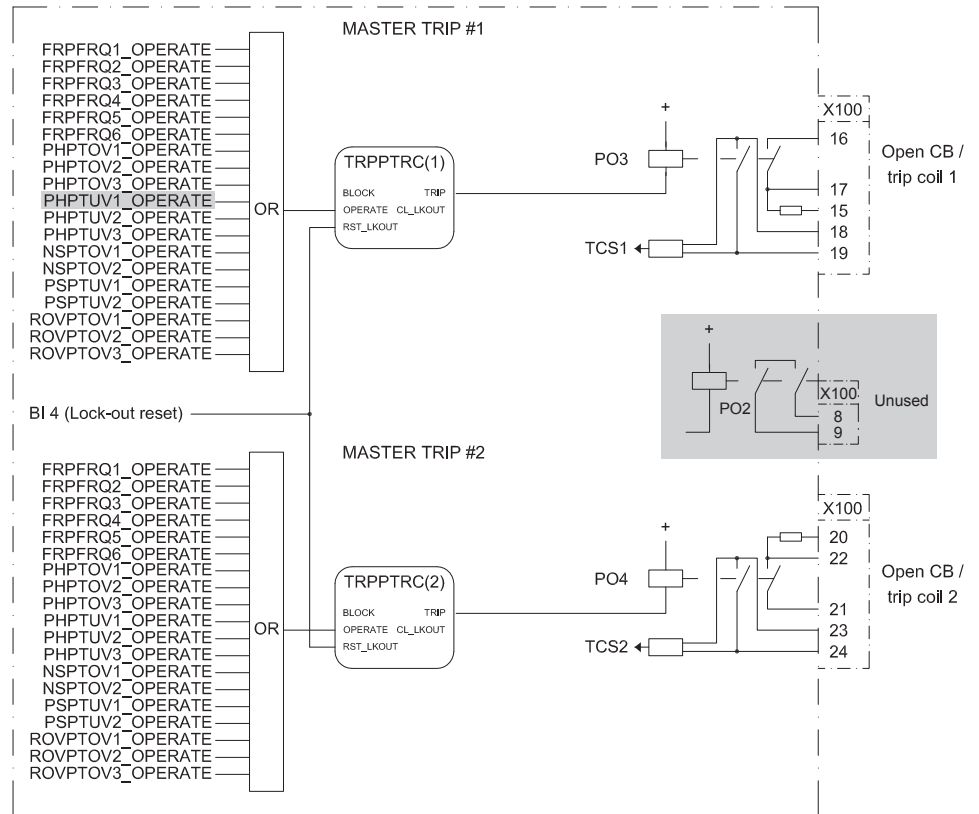 MASTER TRIP #1
FRPFRQ1_OPERATE
FRPFRQ2_OPERATE
FRPFRQ3_OPERATE
FRPFRQ4_OPERATE
FRPFRQ5_OPERATE
FRPFRQ6_OPERATE
PHPTOV1_OPERATE
PHPTOV2_OPERATE
PHPTOV3_OPERATE
PHPTUV1_OPERATE
PHPTUV2_OPERATE
PHPTUV3_OPERATE
NSPTOV1_OPERATE
NSPTOV2_OPERATE
PSPTUV1_OPERATE
PSPTUV2_OPERATE
ROVPTOV1_OPERATE
ROVPTOV2_OPERATE
ROVPTOV3_OPERATE
OR
TRPPTRC(1)
BLOCK TRIP
OPERATE CL_LKOUT
RST_LKOUT
+
PO3
TCS1
X100
16
17
15
18
19
Open CB /
trip coil 1
+
PO2
X100
8
9
Unused
BI 4 (Lock-out reset)
MASTER TRIP #2
FRPFRQ1_OPERATE
FRPFRQ2_OPERATE
FRPFRQ3_OPERATE
FRPFRQ4_OPERATE
FRPFRQ5_OPERATE
FRPFRQ6_OPERATE
PHPTOV1_OPERATE
PHPTOV2_OPERATE
PHPTOV3_OPERATE
PHPTUV1_OPERATE
PHPTUV2_OPERATE
PHPTUV3_OPERATE
NSPTOV1_OPERATE
NSPTOV2_OPERATE
PSPTUV1_OPERATE
PSPTUV2_OPERATE
ROVPTOV1_OPERATE
ROVPTOV2_OPERATE
ROVPTOV3_OPERATE
OR
TRPPTRC(2)
BLOCK TRIP
OPERATE CL_LKOUT
RST_LKOUT
+
PO4
TCS2
X100
20
22
21
23
24
Open CB /
trip coil 2